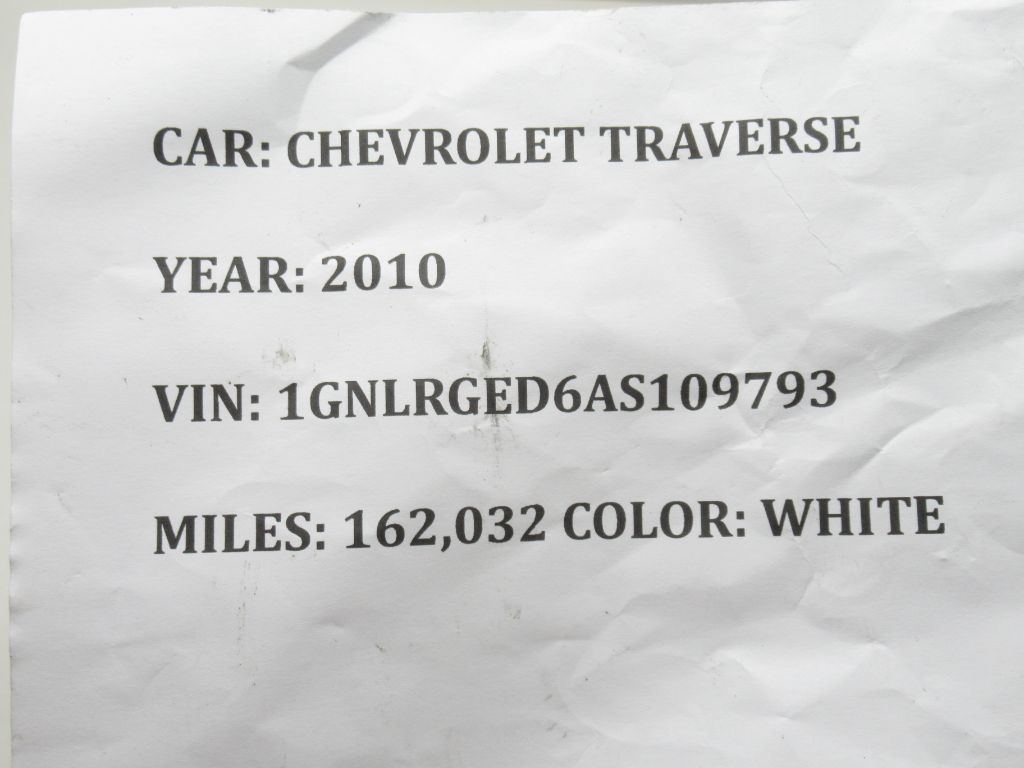 CAR: CHEVROLET TRAVERSE
YEAR: 2010
VIN: 1GNLRGED6AS109793
MILES: 162,032 COLOR: WHITE